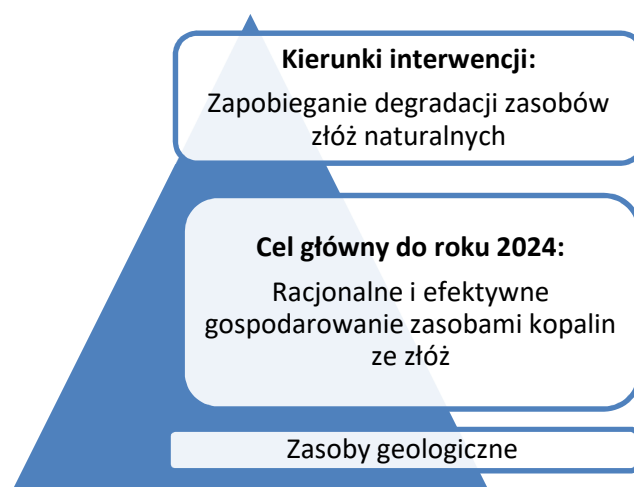 Kierunki interwencji:
Zapobieganie degradacji zasobów
złóż naturalnych
Cel główny do roku 2024:
Racjonalne i efektywne
gospodarowanie zasobami kopalin
ze złóż
Zasoby geologiczne